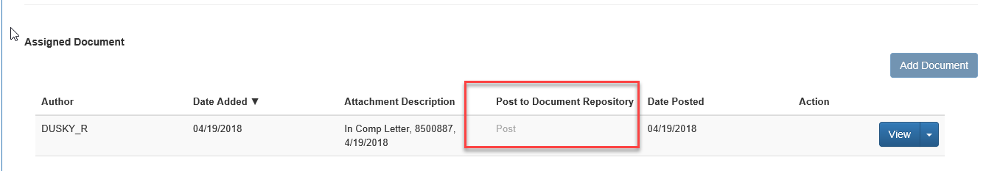 Assigned Document
Add Document
Author Date Added ▼ Attachment Description Post to Document Repository Date Posted Action
DUSKY_R 04/19/2018 In Comp Letter, 8500887, Post 04/19/2018 View
4/19/2018